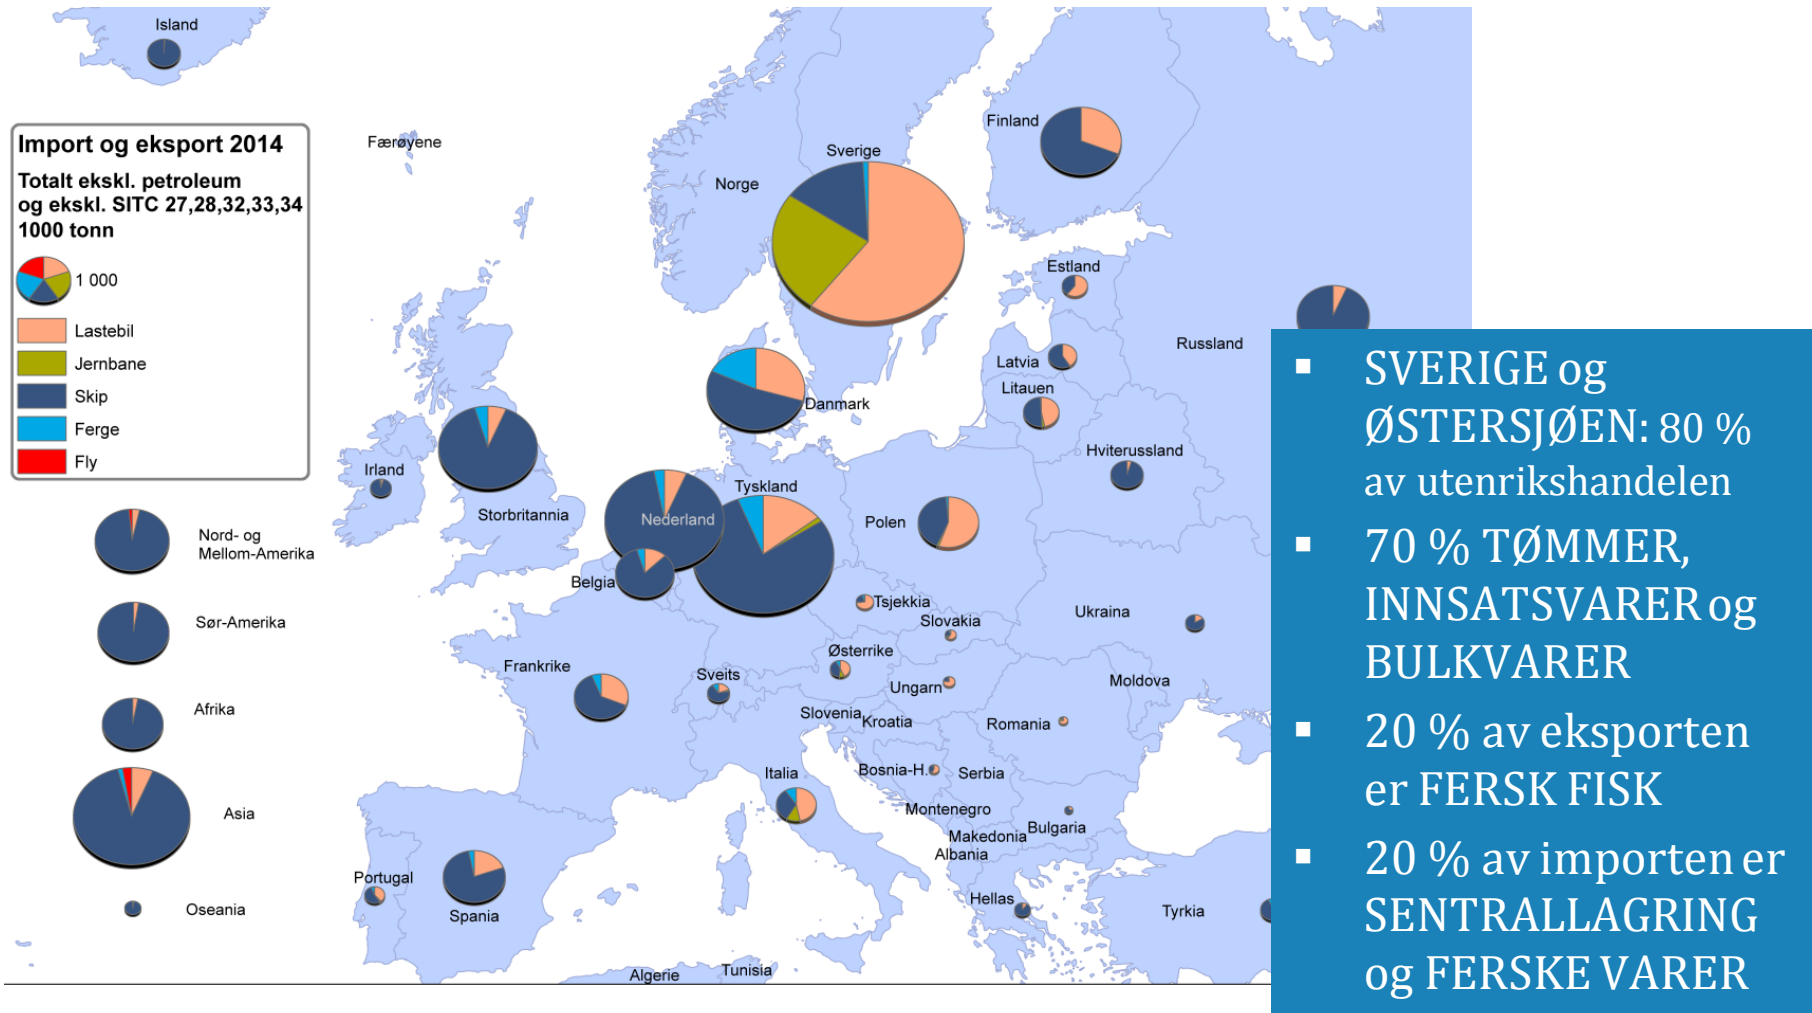 Island
Import og eksport 2014
Totalt ekskl. petroleum
og ekskl. SITC 27,28,32,33,34
1000 tonn
1 000
Lastebil
Jernbane
Skip
Ferge
Fly
Færøyene
Norge
Sverige
Finland
Estland
Latvia
Litauen
Russland
Hviterussland
Danmark
Irland
Storbritannia
Nederland
Tyskland
Polen
Belgia
Tsjekkia
Slovakia
Ukraina
Østerrike
Frankrike
Sveits
Ungarn
Moldova
Slovenia
Kroatia
Romania
Italia
Bosnia-H.
Serbia
Montenegro
Makedonia
Bulgaria
Albania
Portugal
Spania
Hellas
Tyrkia
Algerie
Tunisia
Nord- og
Mellom-Amerika
Sør-Amerika
Afrika
Asia
Oseania
▪ SVERIGE og
ØSTERSJØEN: 80 %
av utenrikshandelen
▪ 70 % TØMMER,
INNSATSVARER og
BULKVARER
▪ 20 % av eksporten
er FERSK FISK
▪ 20 % av importen er
SENTRALLAGRING
og FERSKE VARER